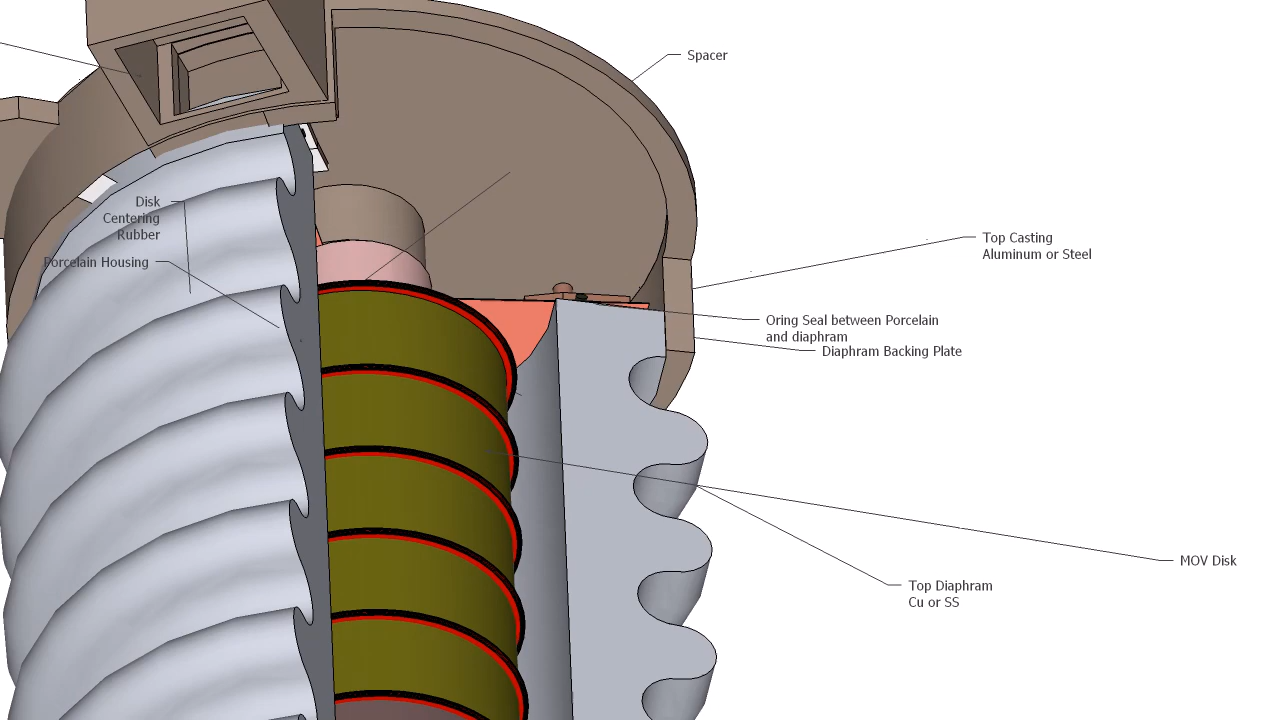 Spacer
Disk
Centering
Rubber
Porcelain Housing
Top Casting
Aluminum or Steel
Oring Seal between Porcelain
and diaphram
Diaphram Backing Plate
MOV Disk
Top Diaphram
Cu or SS